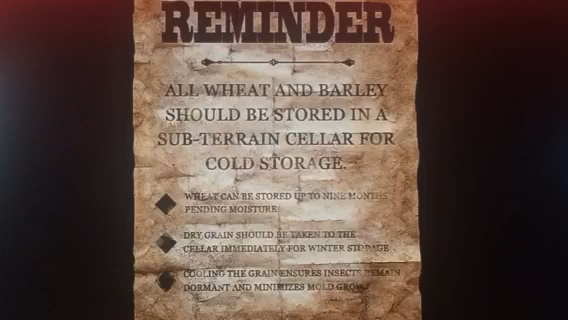 REMINDER
ALL WHEAT AND BARLEY
SHOULD BE STORED IN A
SUB-TERRAIN CELLAR FOR
COLD STORAGE.
WHEAT CAN BE STORED UP TO NINE MONTHS
PENDING MOISTURE
DRY GRAIN SHOULD BE TAKEN TO THE
CELLAR IMMEDIATELY FOR WINTER STORAGE
COOLING THE GRAIN ENSURES INSECTS REMAIN
DORMANT AND MINIMIZES MOLD GROWTH